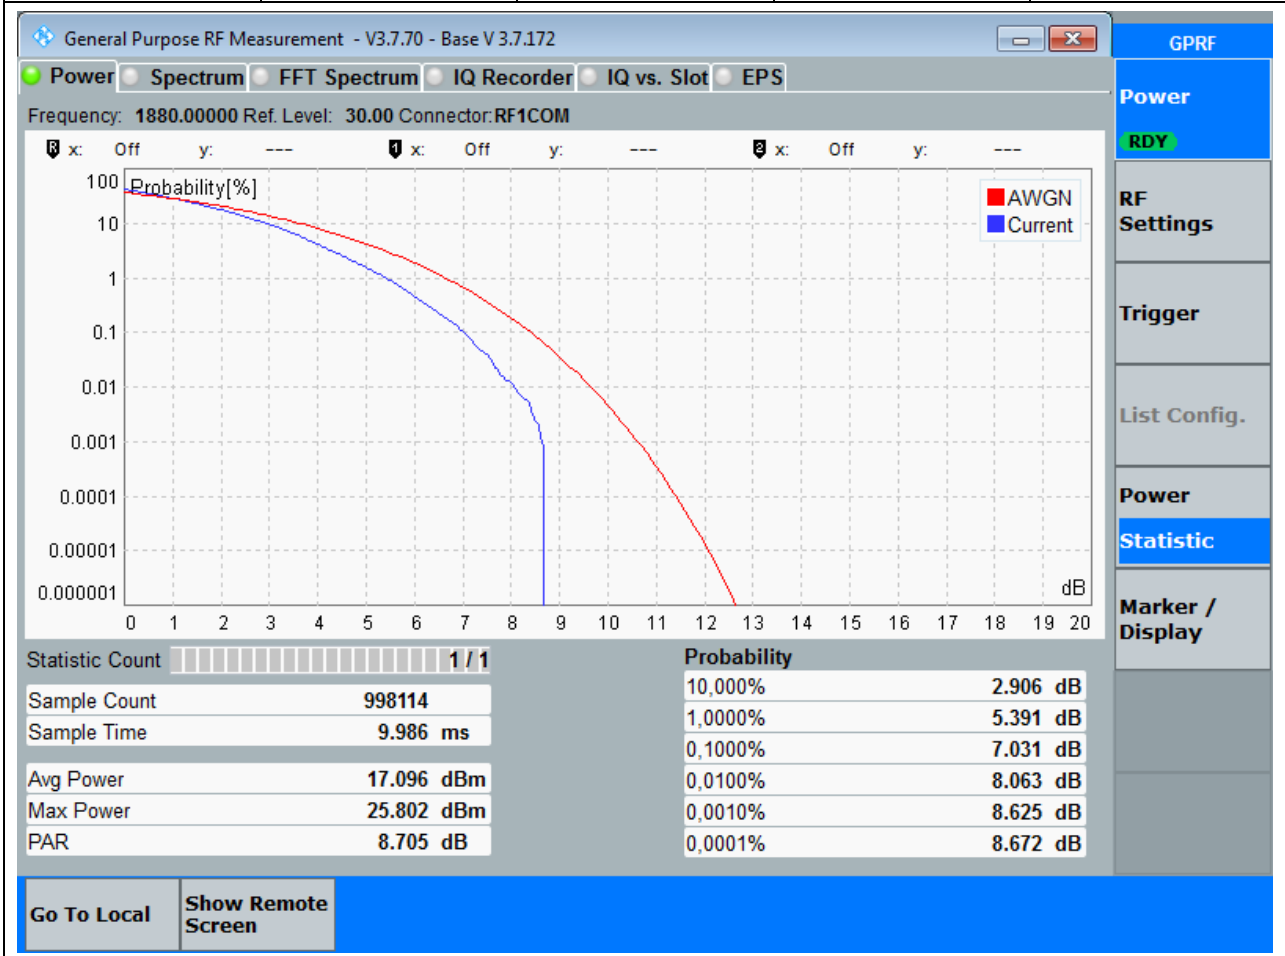 General Purpose RF Measurement - V3.7.70 - Base V 3.7.172
GPRF
Power Spectrum FFT Spectrum IQ Recorder IQ vs. Slot EPS
Frequency: 1880.00000 Ref. Level: 30.00 Connector:RF1COM
R x: Off y: --- 1 x: Off y: --- 2 x: Off y: ---
Probability[%]
AWGN
Current
100
10
1
0.1
0.01
0.001
0.0001
0.00001
0.000001
dB
0 1 2 3 4 5 6 7 8 9 10 11 12 13 14 15 16 17 18 19 20
Statistic Count 1 / 1
Sample Count 998114
Sample Time 9.986 ms
Avg Power 17.096 dBm
Max Power 25.802 dBm
PAR 8.705 dB
Probability
10,000% 2.906 dB
1,0000% 5.391 dB
0,1000% 7.031 dB
0,0100% 8.063 dB
0,0010% 8.625 dB
0,0001% 8.672 dB
Power
RDY
RF
Settings
Trigger
List Config.
Power
Statistic
Marker /
Display
Go To Local
Show Remote
Screen